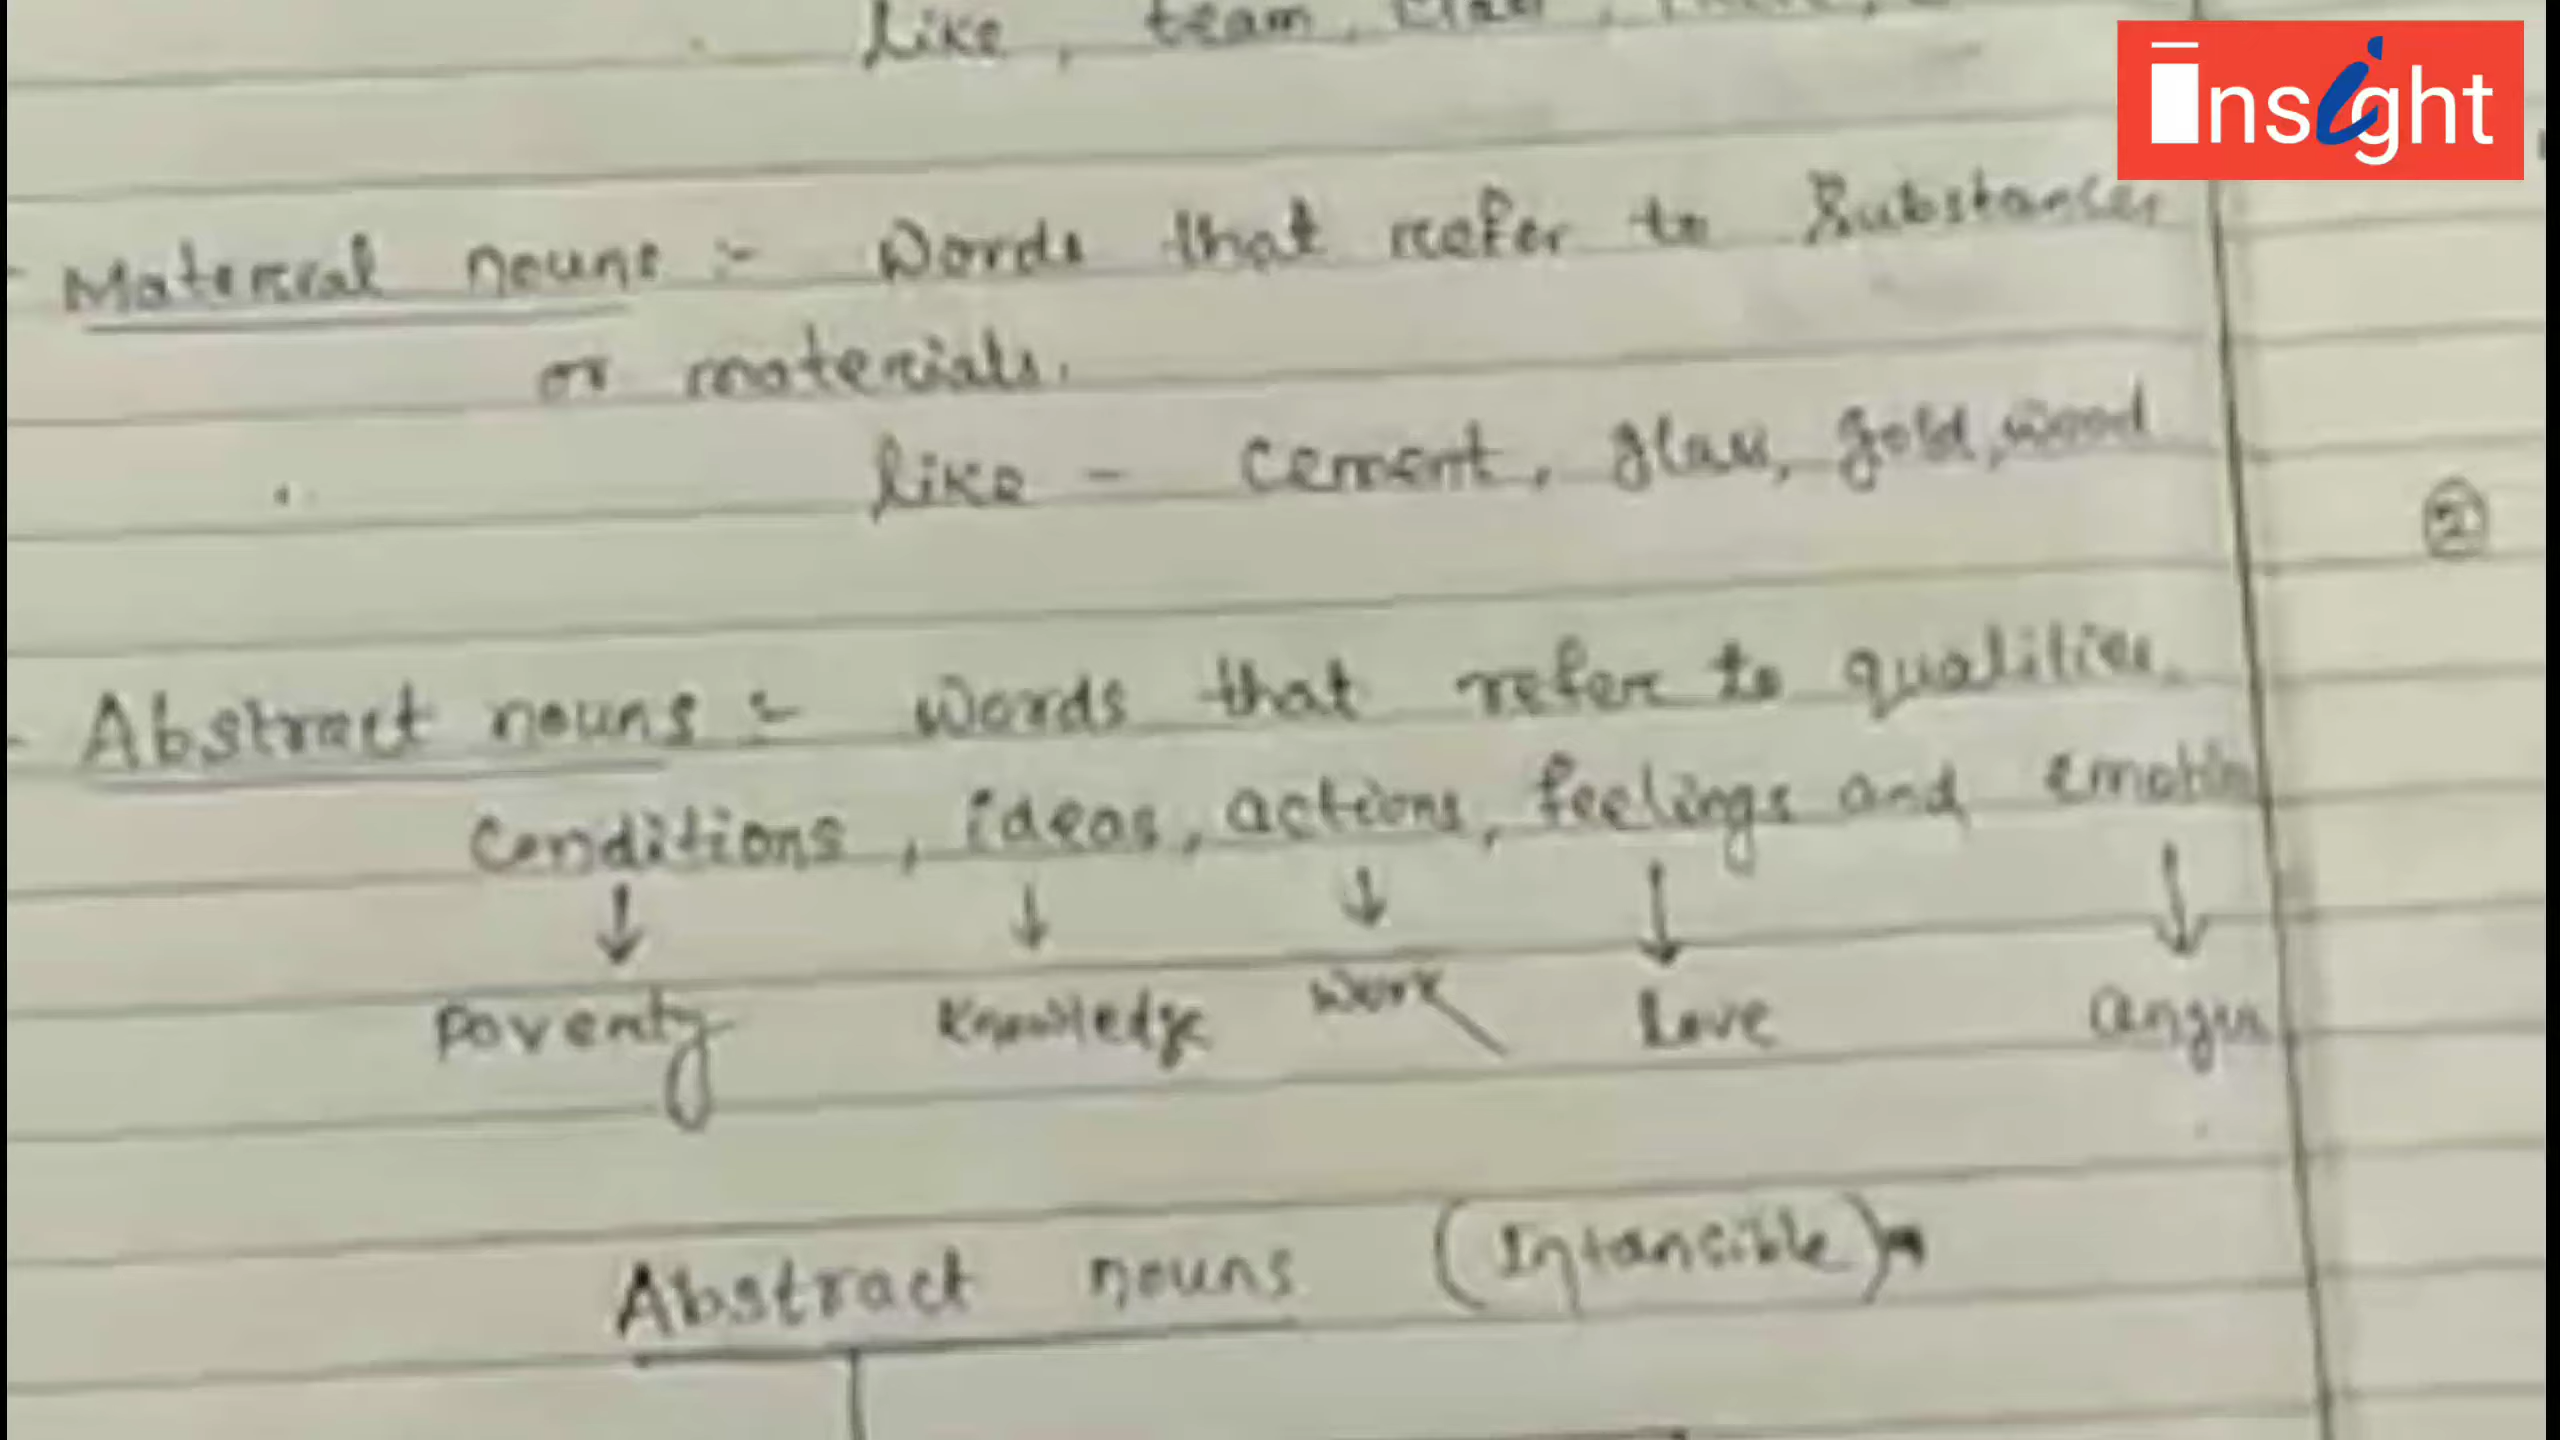 like, team,
Insight
Material nouns :- Words that refer to Substances
or materials.
like - cement, glass, gold, wood
②
Abstract nouns :- words that refer to qualities
conditions, ideas, actions, feelings and emotio
↓ ↓ ↓ ↓ ↓
Poverty Knowledge Work Love anger
Abstract nouns (Intansible)